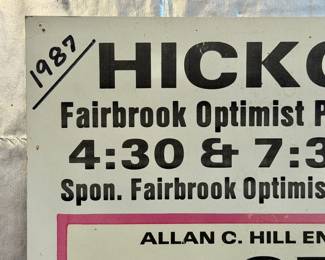 1987
HICK
Fairbrook Optimist
4:30 & 7:3
Spon. Fairbrook Optimis
ALLAN C. HILL EN